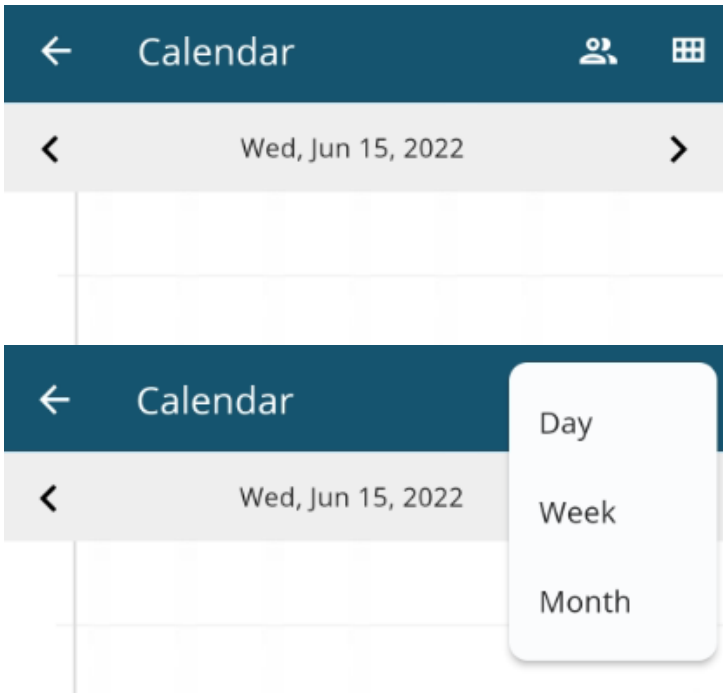 Calendar
Wed, Jun 15, 2022
Calendar
Day
Wed, Jun 15, 2022
Week
Month